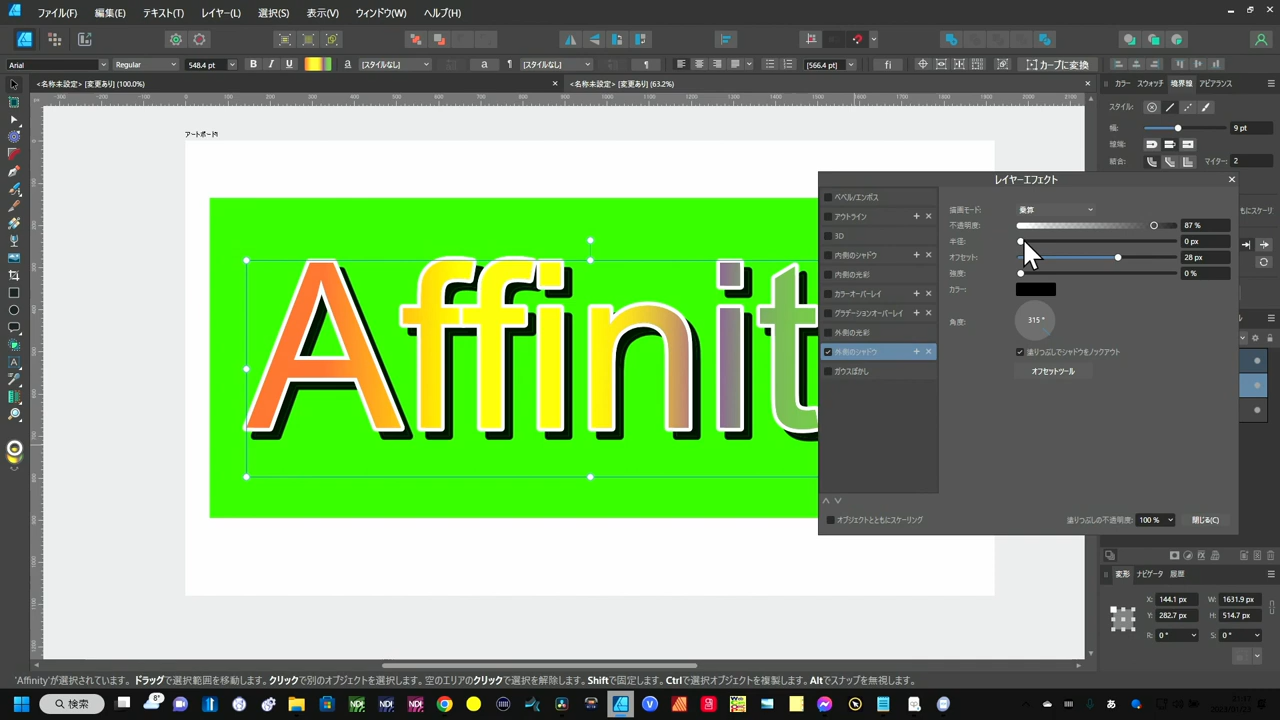 ファイル(F) 編集(E) テキスト(T) レイヤー(L) 選択(S) 表示(V) ウィンドウ(W) ヘルプ(H)
Arial Regular 548.4 pt B I U a [スタイルなし] a ¶ [スタイルなし] [566.4 pt] fi カーブに変換
<名称未設定> [変更あり] (100.0%) <名称未設定> [変更あり] (63.2%)
カラー スウォッチ 境界線 アピアランス
スタイル:
幅: 9 pt
線端:
結合: マイター: 2
アートボード1
Affinit
レイヤーエフェクト
ベベル/エンボス
アウトライン
3D
内側のシャドウ
内側の光彩
カラーオーバーレイ
グラデーションオーバーレイ
外側の光彩
外側のシャドウ
ガウスぼかし
描画モード: 乗算
不透明度: 87 %
半径: 0 px
オフセット: 28 px
強度: 0 %
カラー:
角度: 315 °
塗りつぶしでシャドウをノックアウト
オフセットツール
オブジェクトとともにスケーリング 塗りつぶしの不透明度: 100 % 閉じる(C)
変形 ナビゲータ 履歴
X: 144.1 px W: 1631.9 px
Y: 282.7 px H: 514.7 px
R: 0 ° S: 0 °
'Affinity'が選択されています. ドラッグで選択範囲を移動します. クリックで別のオブジェクトを選択します. 空のエリアのクリックで選択を解除します. Shiftで固定します. Ctrlで選択オブジェクトを複製します. Altでスナップを無視します.
検索 8° あ